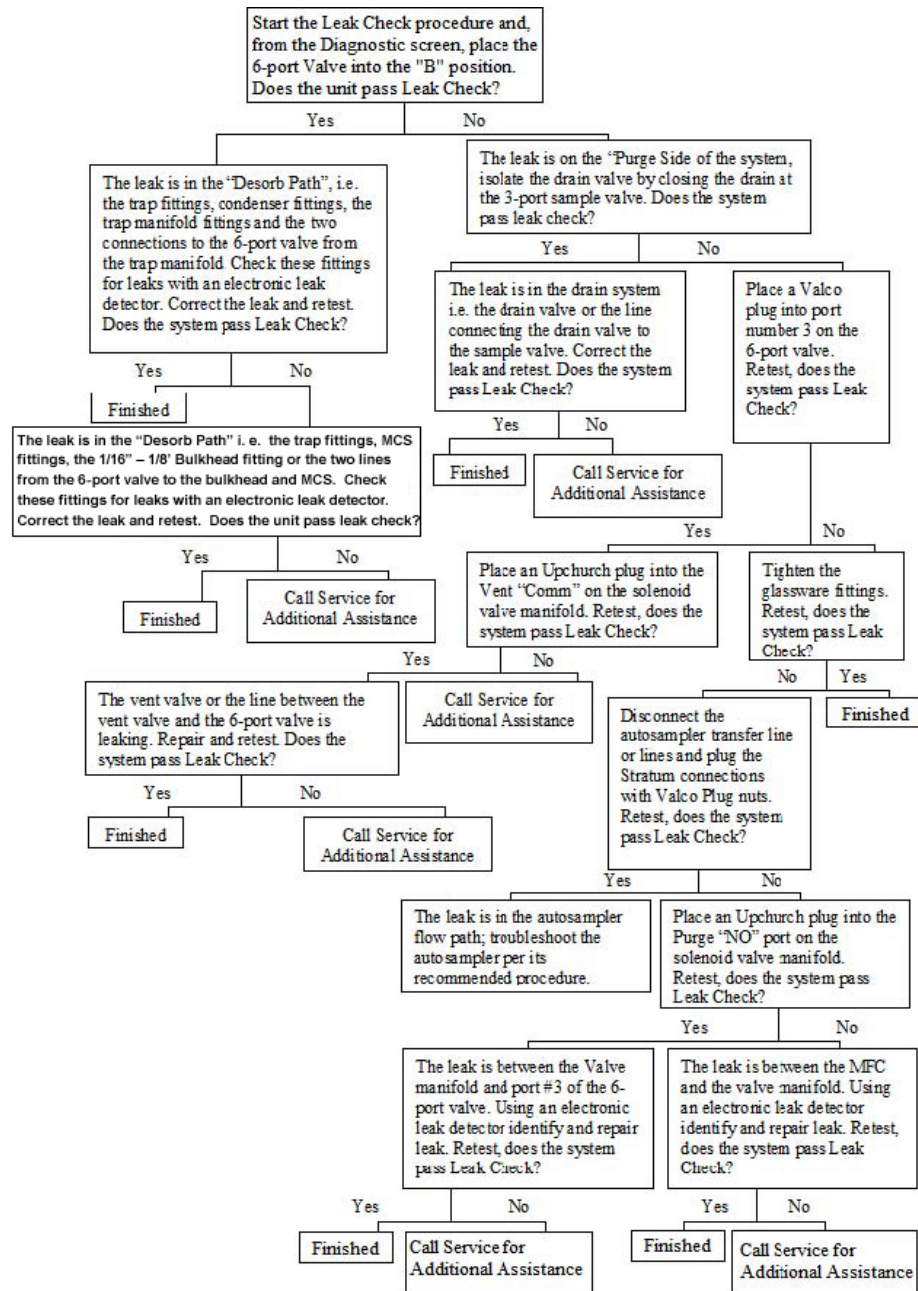 Start the Leak Check procedure and,
from the Diagnostic screen, place the
6-port Valve into the "B" position.
Does the unit pass Leak Check?
Yes
No
The leak is in the “Desorb Path”, i.e.
the trap fittings, condenser fittings, the
trap manifold fittings and the two
connections to the 6-port valve from
the trap manifold. Check these fittings
for leaks with an electronic leak
detector. Correct the leak and retest.
Does the system pass Leak Check?
The leak is on the “Purge Side of the system,
isolate the drain valve by closing the drain at
the 3-port sample valve. Does the system
pass leak check?
Yes
No
The leak is in the drain system
i.e. the drain valve or the line
connecting the drain valve to
the sample valve. Correct the
leak and retest. Does the system
pass Leak Check?
Place a Valco
plug into port
number 3 on the
6-port valve.
Retest, does the
system pass Leak
Check?
Yes
No
Finished
The leak is in the “Desorb Path” i. e. the trap fittings, MCS
fittings, the 1/16” – 1/8’ Bulkhead fitting or the two lines
from the 6-port valve to the bulkhead and MCS. Check
these fittings for leaks with an electronic leak detector.
Correct the leak and retest. Does the unit pass leak check?
Yes
No
Finished
Call Service for
Additional Assistance
Yes
No
Finished
Call Service for
Additional Assistance
Yes
No
Place an Upchurch plug into the
Vent “Comm” on the solenoid
valve manifold. Retest, does the
system pass Leak Check?
Tighten the
glassware fittings.
Retest, does the
system pass Leak
Check?
Yes
No
The vent valve or the line between the
vent valve and the 6-port valve is
leaking. Repair and retest. Does the
system pass Leak Check?
Call Service for
Additional Assistance
Yes
No
Finished
Call Service for
Additional Assistance
No
Yes
Disconnect the
autosampler transfer line
or lines and plug the
Stratum connections
with Valco Plug nuts.
Retest, does the system
pass Leak Check?
Finished
Yes
No
The leak is in the autosampler
flow path; troubleshoot the
autosampler per its
recommended procedure.
Place an Upchurch plug into the
Purge “NO” port on the
solenoid valve manifold.
Retest, does the system pass
Leak Check?
Yes
No
The leak is between the Valve
manifold and port #3 of the 6-
port valve. Using an electronic
leak detector identify and repair
leak. Retest, does the system
pass Leak Check?
The leak is between the MFC
and the valve manifold. Using
an electronic leak detector
identify and repair leak. Retest,
does the system pass Leak
Check?
Yes
No
Finished
Call Service for
Additional Assistance
Yes
No
Finished
Call Service for
Additional Assistance